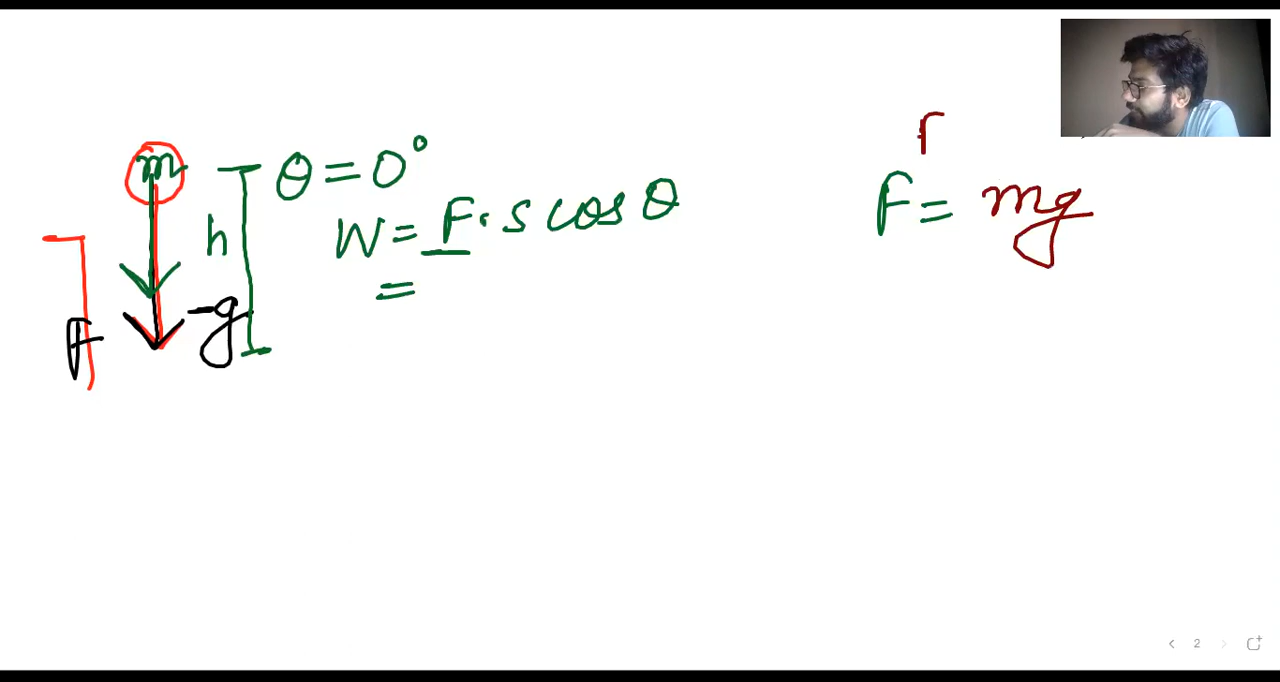 m
θ = 0°
h
W = F . s cos θ
=
-g
F
F = mg
2